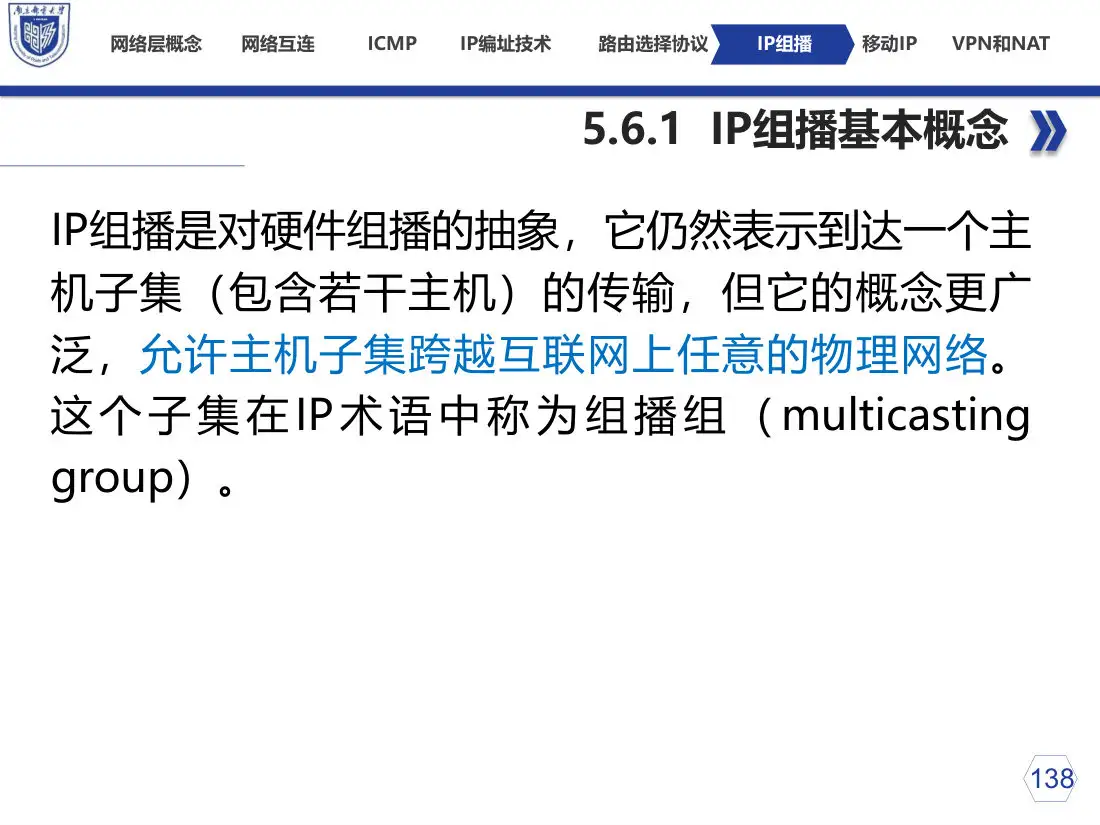 南京邮电大学
网络层概念 网络互连 ICMP IP编址技术 路由选择协议 IP组播 移动IP VPN和NAT
5.6.1 IP组播基本概念
IP组播是对硬件组播的抽象，它仍然表示到达一个主
机子集（包含若干主机）的传输，但它的概念更广
泛，允许主机子集跨越互联网上任意的物理网络。
这个子集在IP术语中称为组播组（multicasting
group）。
138